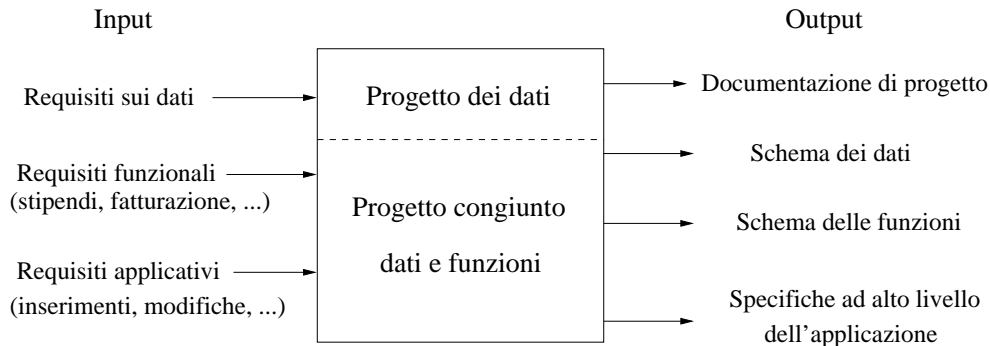 Input
Output
Requisiti sui dati
Progetto dei dati
Documentazione di progetto
Requisiti funzionali
(stipendi, fatturazione, ...)
Schema dei dati
Progetto congiunto
dati e funzioni
Schema delle funzioni
Requisiti applicativi
(inserimenti, modifiche, ...)
Specifiche ad alto livello
dell'applicazione